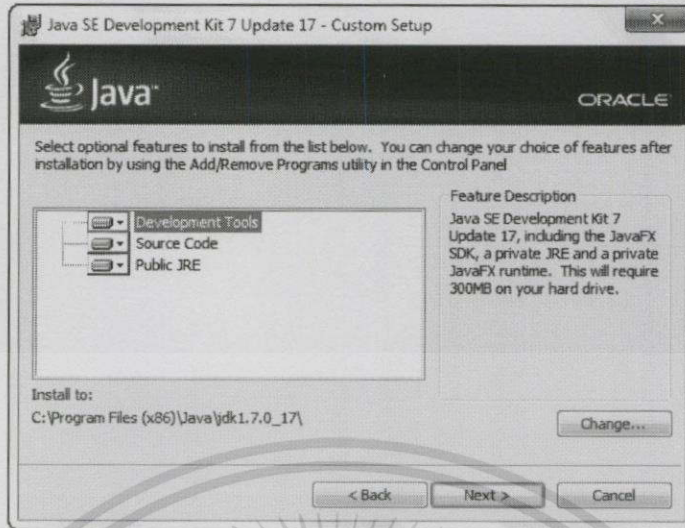 Java SE Development Kit 7 Update 17 - Custom Setup
Java™
ORACLE
Select optional features to install from the list below. You can change your choice of features after
installation by using the Add/Remove Programs utility in the Control Panel
Development Tools
Source Code
Public JRE
Feature Description
Java SE Development Kit 7
Update 17, including the JavaFX
SDK, a private JRE and a private
JavaFX runtime. This will require
300MB on your hard drive.
Install to:
C:\Program Files (x86)\Java\jdk1.7.0_17\
Change...
< Back
Next >
Cancel